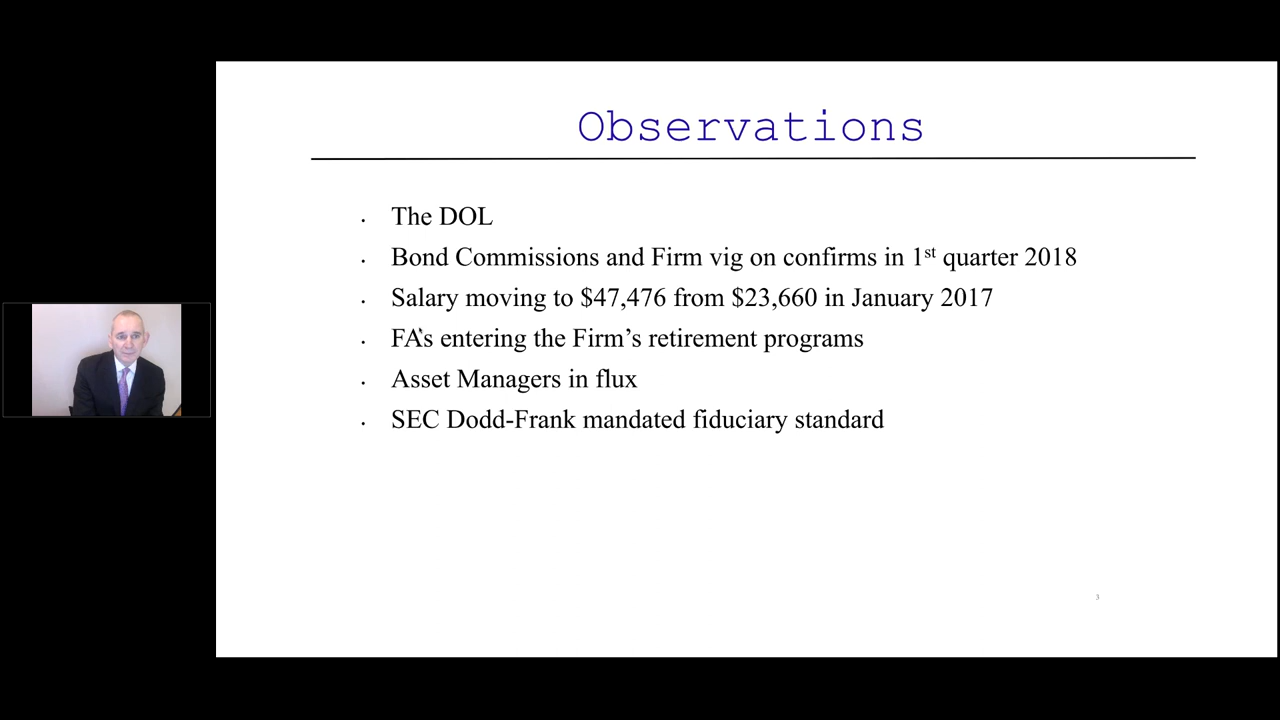 Observations
· The DOL
· Bond Commissions and Firm vig on confirms in 1st quarter 2018
· Salary moving to $47,476 from $23,660 in January 2017
· FA's entering the Firm’s retirement programs
· Asset Managers in flux
· SEC Dodd-Frank mandated fiduciary standard
3